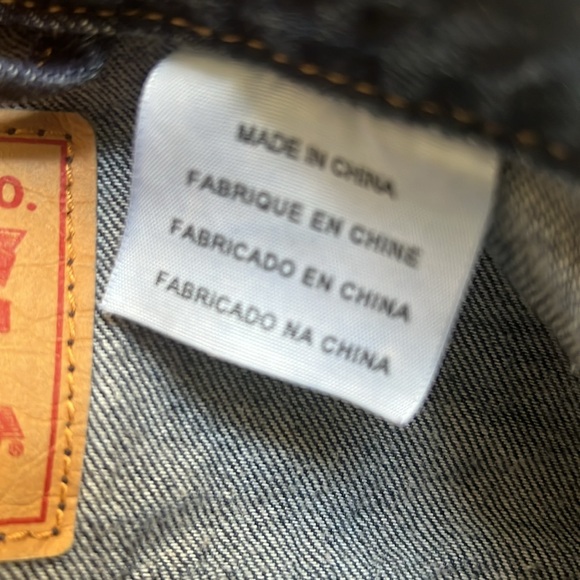 MADE IN CHINA
FABRIQUE EN CHINE
FABRICADO EN CHINA
FABRICADO NA CHINA
O.
A®